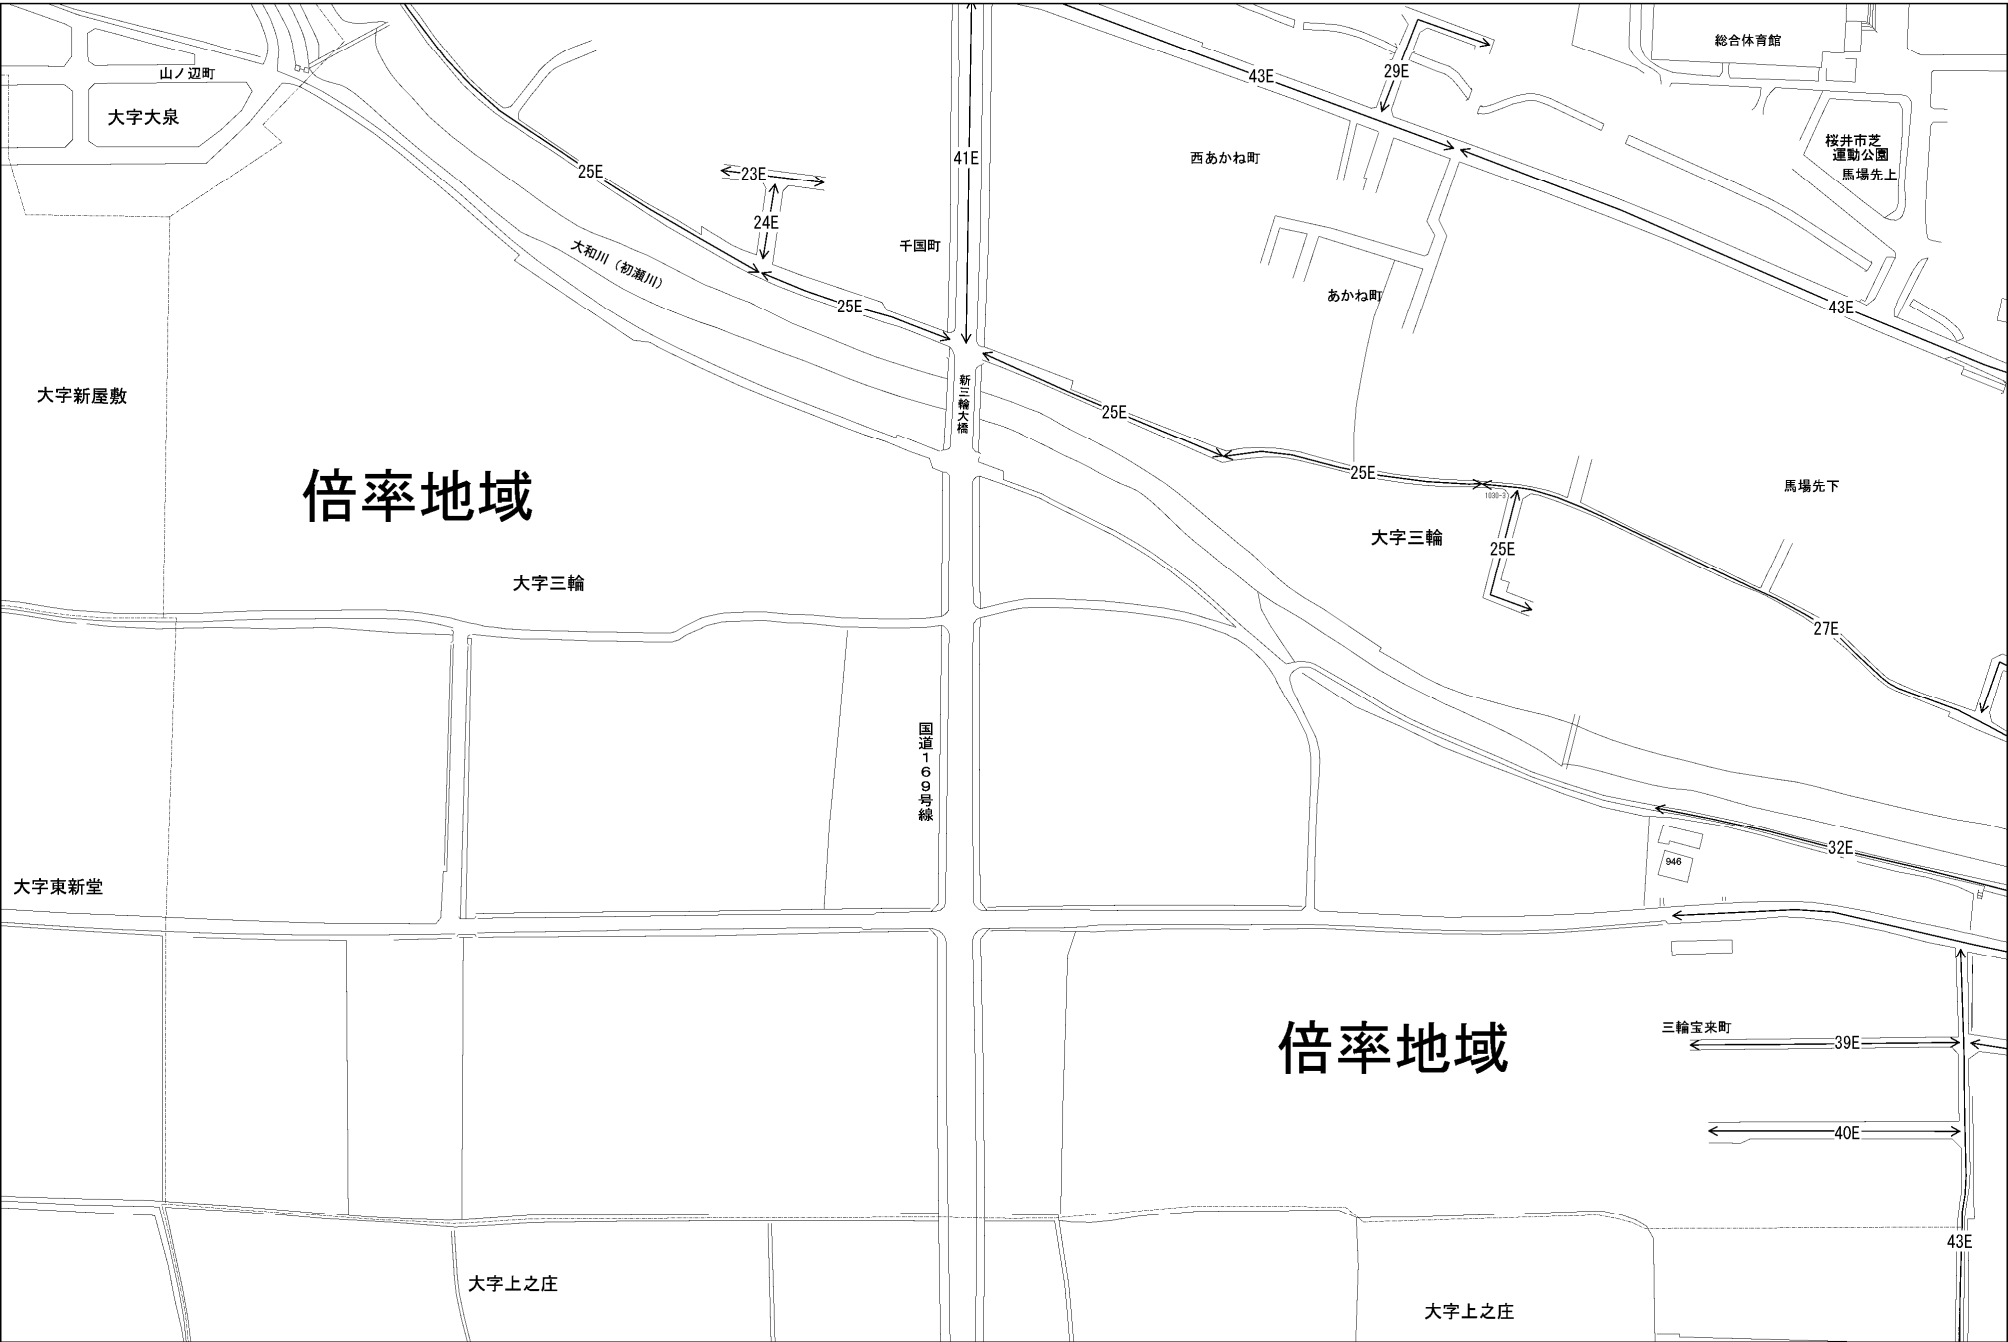 総合体育館
山ノ辺町
43E
29E
大字大泉
桜井市芝
運動公園
馬場先上
41E
西あかね町
25E
23E
24E
千国町
大和川（初瀬川）
あかね町
25E
43E
大字新屋敷
新三輪大橋
25E
25E
馬場先下
倍率地域
1030-3
大字三輪
25E
大字三輪
27E
国道169号線
32E
946
大字東新堂
三輪宝来町
39E
倍率地域
40E
43E
大字上之庄
大字上之庄